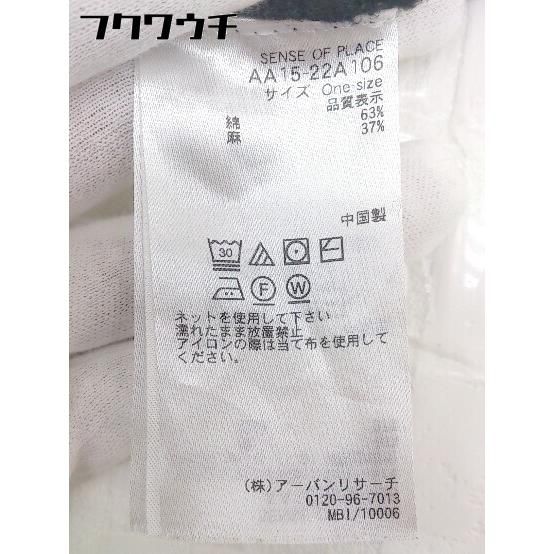 フクワウチ
SENSE OF PLACE
AA15-22A106
サイズ One size
品質表示
綿 63%
麻 37%
中国製
30
F W
ネットを使用して下さい
濡れたまま放置禁止
アイロンの際は当て布を使用して
ください。
(株)アーバンリサーチ
0120-96-7013
MBI/10006